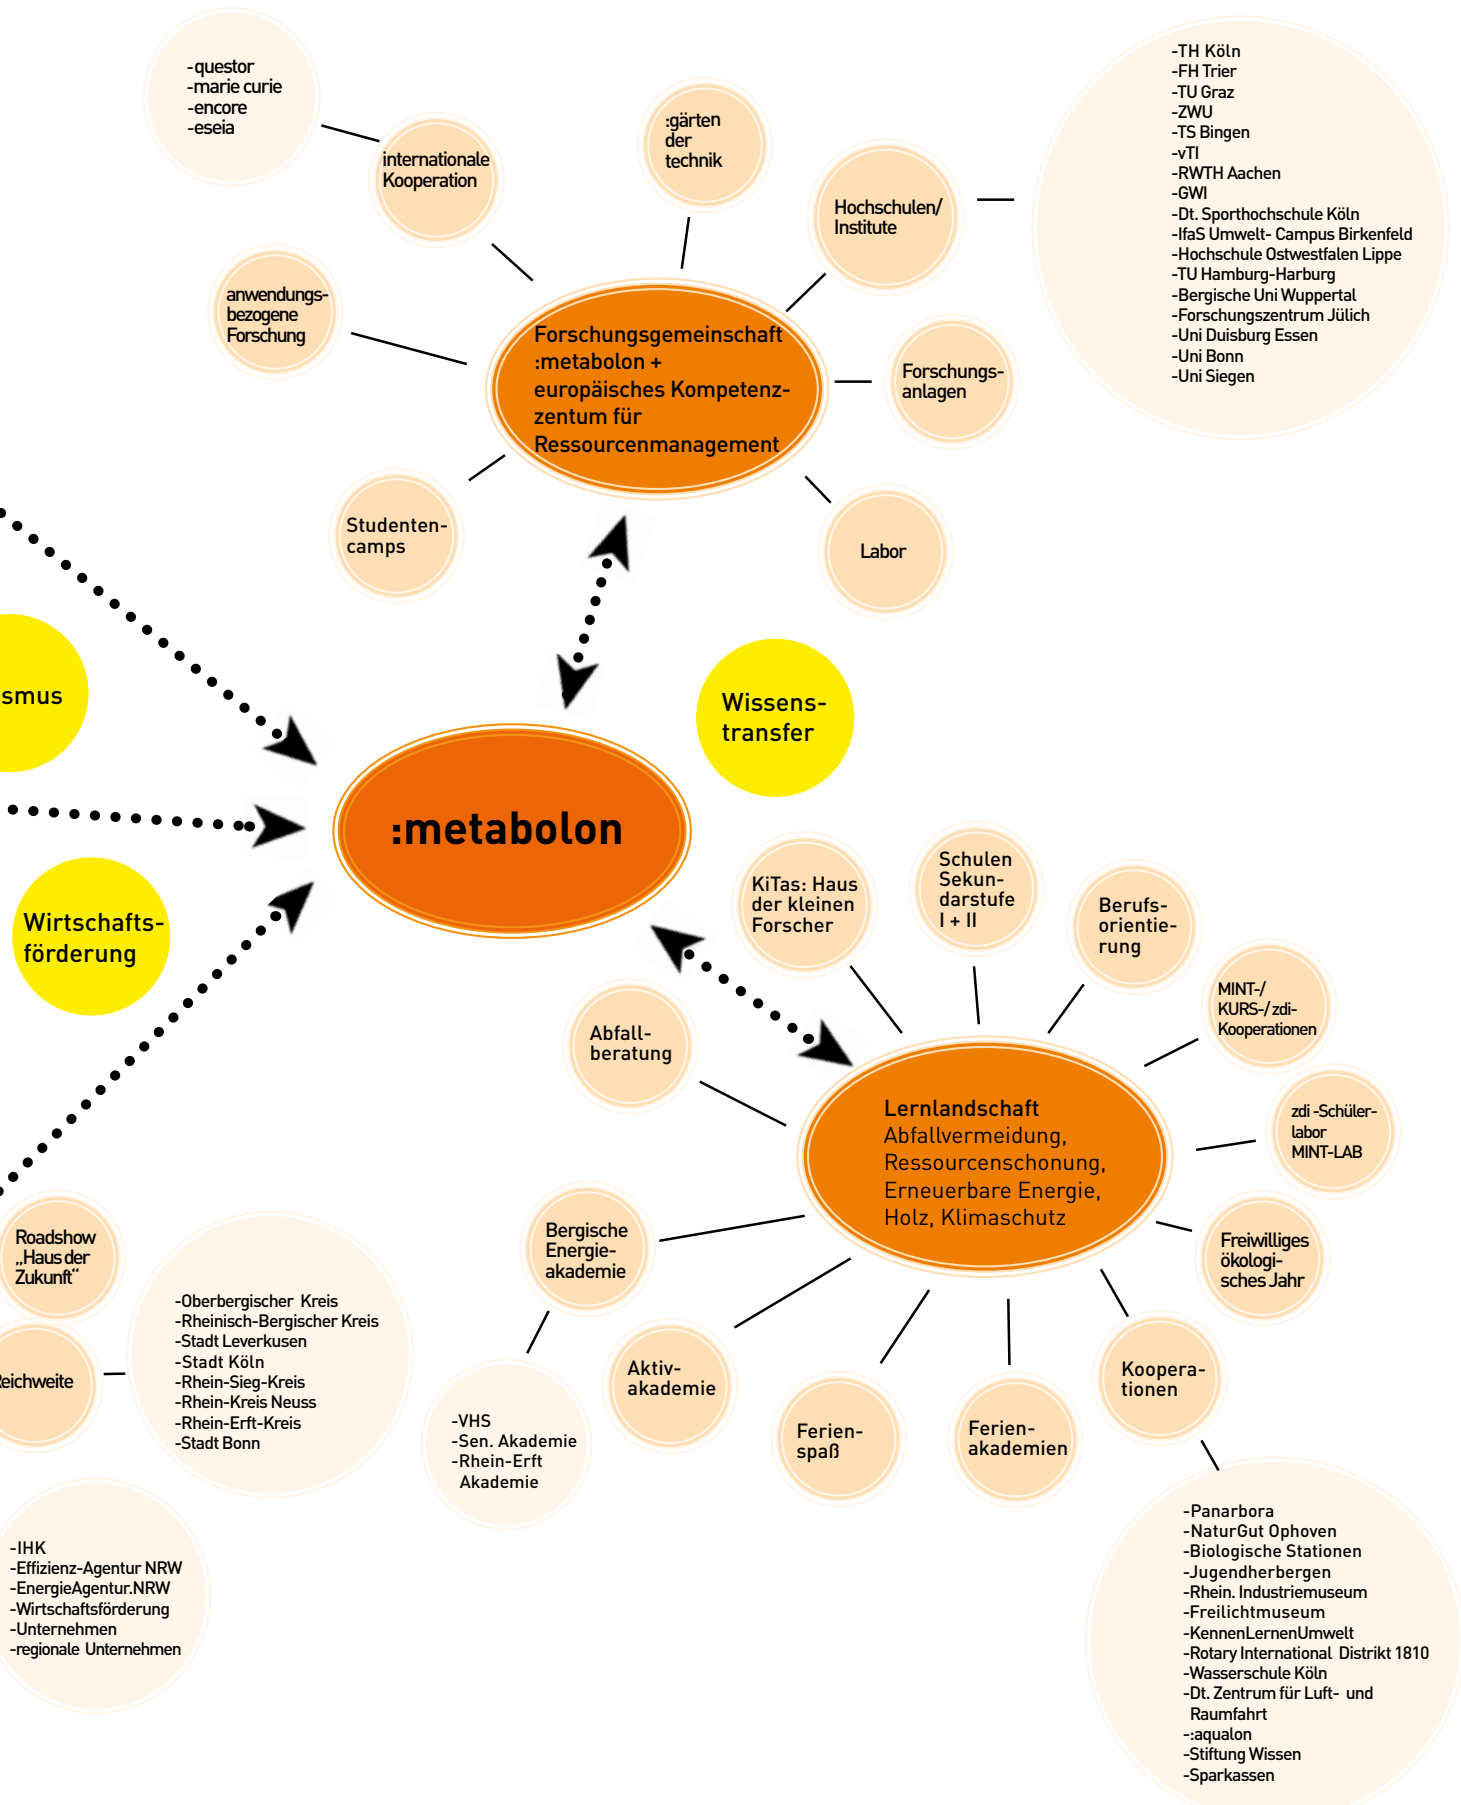 -questor
-marie curie
-encore
-eseia
internationale
Kooperation
:gärten
der
technik
Hochschulen/
Institute
-TH Köln
-FH Trier
-TU Graz
-ZWU
-TS Bingen
-vTI
-RWTH Aachen
-GWI
-Dt. Sporthochschule Köln
-IfaS Umwelt- Campus Birkenfeld
-Hochschule Ostwestfalen Lippe
-TU Hamburg-Harburg
-Bergische Uni Wuppertal
-Forschungszentrum Jülich
-Uni Duisburg Essen
-Uni Bonn
-Uni Siegen
anwendungs-
bezogene
Forschung
Forschungsgemeinschaft
:metabolon +
europäisches Kompetenz-
zentum für
Ressourcenmanagement
Forschungs-
anlagen
Studenten-
camps
Labor
smus
Wissens-
transfer
:metabolon
Wirtschafts-
förderung
KiTas: Haus
der kleinen
Forscher
Schulen
Sekun-
darstufe
I + II
Berufs-
orientie-
rung
MINT-/
KURS-/ zdi-
Kooperationen
Abfall-
beratung
Lernlandschaft
Abfallvermeidung,
Ressourcenschonung,
Erneuerbare Energie,
Holz, Klimaschutz
zdi -Schüler-
labor
MINT-LAB
Roadshow
„Haus der
Zukunft“
Bergische
Energie-
akademie
Freiwilliges
ökologi-
sches Jahr
-Oberbergischer Kreis
-Rheinisch-Bergischer Kreis
-Stadt Leverkusen
-Stadt Köln
-Rhein-Sieg-Kreis
-Rhein-Kreis Neuss
-Rhein-Erft-Kreis
-Stadt Bonn
Reichweite
Aktiv-
akademie
Koopera-
tionen
-VHS
-Sen. Akademie
-Rhein-Erft
Akademie
Ferien-
spaß
Ferien-
akademien
-IHK
-Effizienz-Agentur NRW
-EnergieAgentur.NRW
-Wirtschaftsförderung
-Unternehmen
-regionale Unternehmen
-Panarbora
-NaturGut Ophoven
-Biologische Stationen
-Jugendherbergen
-Rhein. Industriemuseum
-Freilichtmuseum
-KennenLernenUmwelt
-Rotary International Distrikt 1810
-Wasserschule Köln
-Dt. Zentrum für Luft- und
Raumfahrt
-:aqualon
-Stiftung Wissen
-Sparkassen